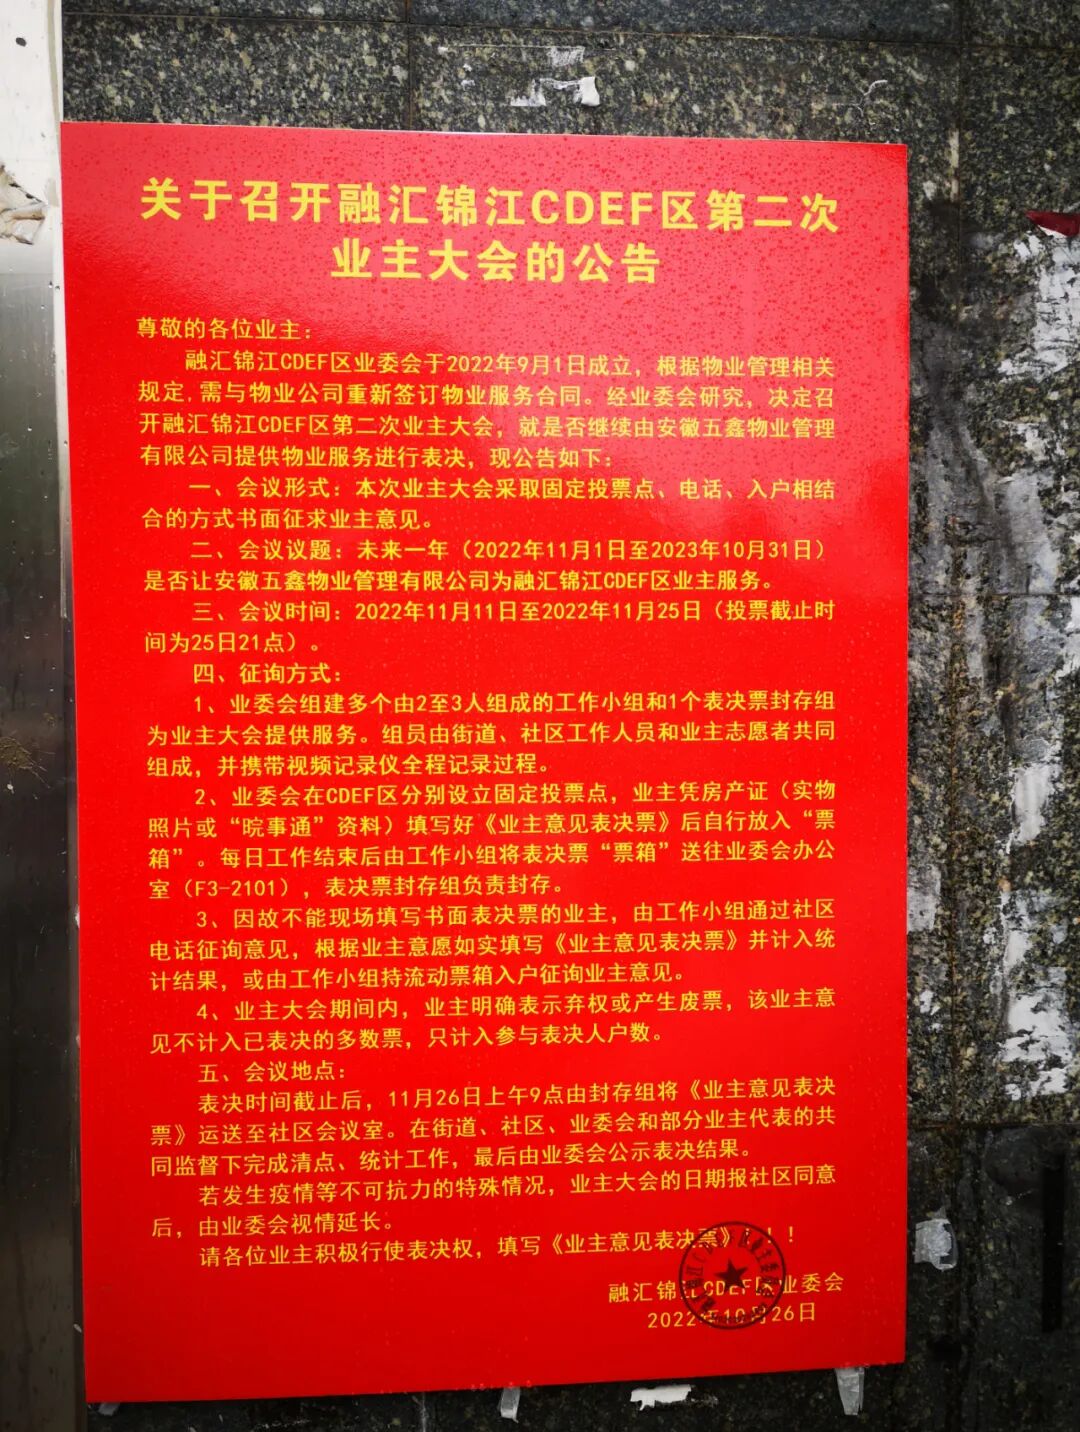 关于召开融汇锦江CDEF区第二次
业主大会的公告
尊敬的各位业主：
融汇锦江CDEF区业委会于2022年9月1日成立，根据物业管理相关
规定,需与物业公司重新签订物业服务合同。经业委会研究，决定召
开融汇锦江CDEF区第二次业主大会，就是否继续由安徽五鑫物业管理
有限公司提供物业服务进行表决，现公告如下：
一、会议形式：本次业主大会采取固定投票点、电话、入户相结
合的方式书面征求业主意见。
二、会议议题：未来一年（2022年11月1日至2023年10月31日）
是否让安徽五鑫物业管理有限公司为融汇锦江CDEF区业主服务。
三、会议时间：2022年11月11日至2022年11月25日（投票截止时
间为25日21点）。
四、征询方式：
1、业委会组建多个由2至3人组成的工作小组和1个表决票封存组
为业主大会提供服务。组员由街道、社区工作人员和业主志愿者共同
组成，并携带视频记录仪全程记录过程。
2、业委会在CDEF区分别设立固定投票点，业主凭房产证（实物
照片或“皖事通”资料）填写好《业主意见表决票》后自行放入“票
箱”。每日工作结束后由工作小组将表决票“票箱”送往业委会办公
室（F3-2101），表决票封存组负责封存。
3、因故不能现场填写书面表决票的业主，由工作小组通过社区
电话征询意见，根据业主意愿如实填写《业主意见表决票》并计入统
计结果，或由工作小组持流动票箱入户征询业主意见。
4、业主大会期间内，业主明确表示弃权或产生废票，该业主意
见不计入已表决的多数票，只计入参与表决人户数。
五、会议地点：
表决时间截止后，11月26日上午9点由封存组将《业主意见表决
票》运送至社区会议室。在街道、社区、业委会和部分业主代表的共
同监督下完成清点、统计工作，最后由业委会公示表决结果。
若发生疫情等不可抗力的特殊情况，业主大会的日期报社区同意
后，由业委会视情延长。
请各位业主积极行使表决权，填写《业主意见表决票》！！！
融汇锦江CDEF区业委会
2022年10月26日